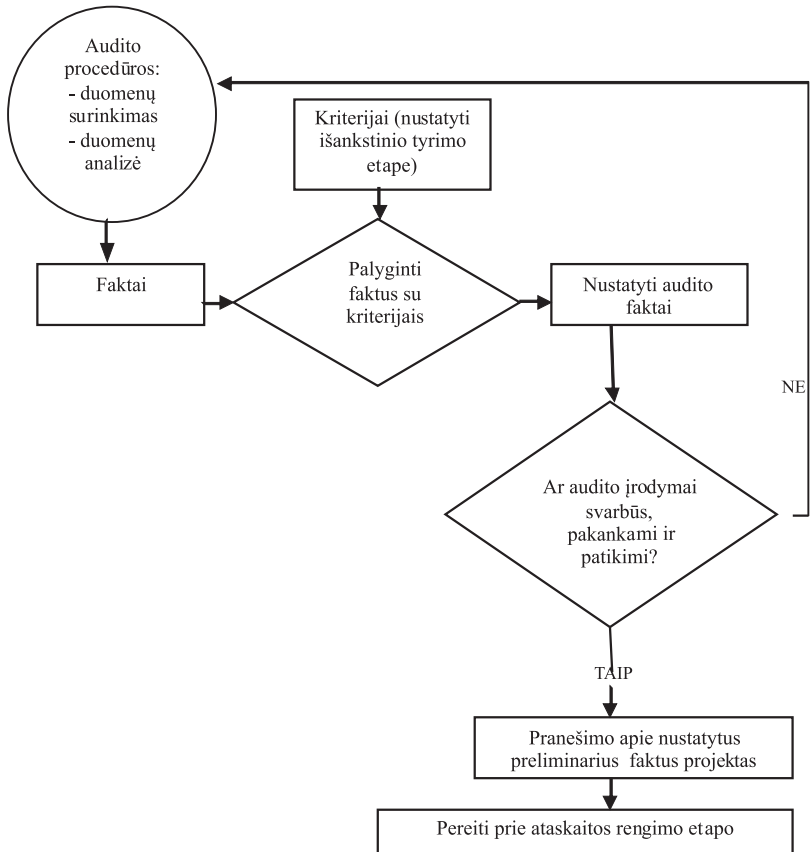 Audito
procedūros:
- duomenų
surinkimas
- duomenų
analizė
Kriterijai (nustatyti
išankstinio tyrimo
etape)
Faktai
Palyginti
faktus su
kriterijais
Nustatyti audito
faktai
NE
Ar audito įrodymai
svarbūs,
pakankami ir
patikimi?
TAIP
Pranešimo apie nustatytus
preliminarius faktus projektas
Pereiti prie ataskaitos rengimo etapo